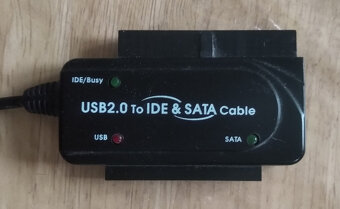 IDE/Busy
USB2.0 To IDE & SATA Cable
USB SATA